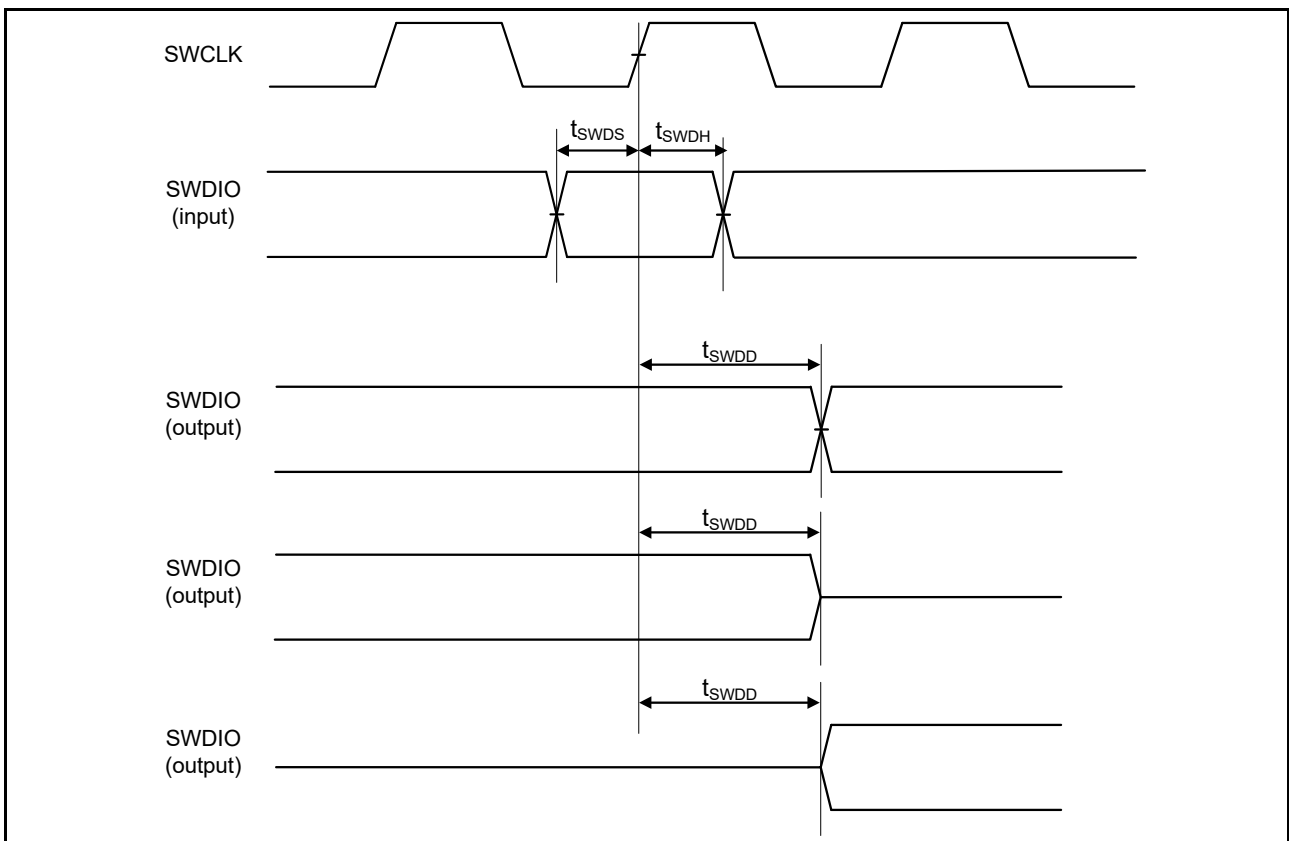 SWCLK
tSWDS
tSWDH
SWDIO
(input)
tSWDD
SWDIO
(output)
tSWDD
SWDIO
(output)
tSWDD
SWDIO
(output)